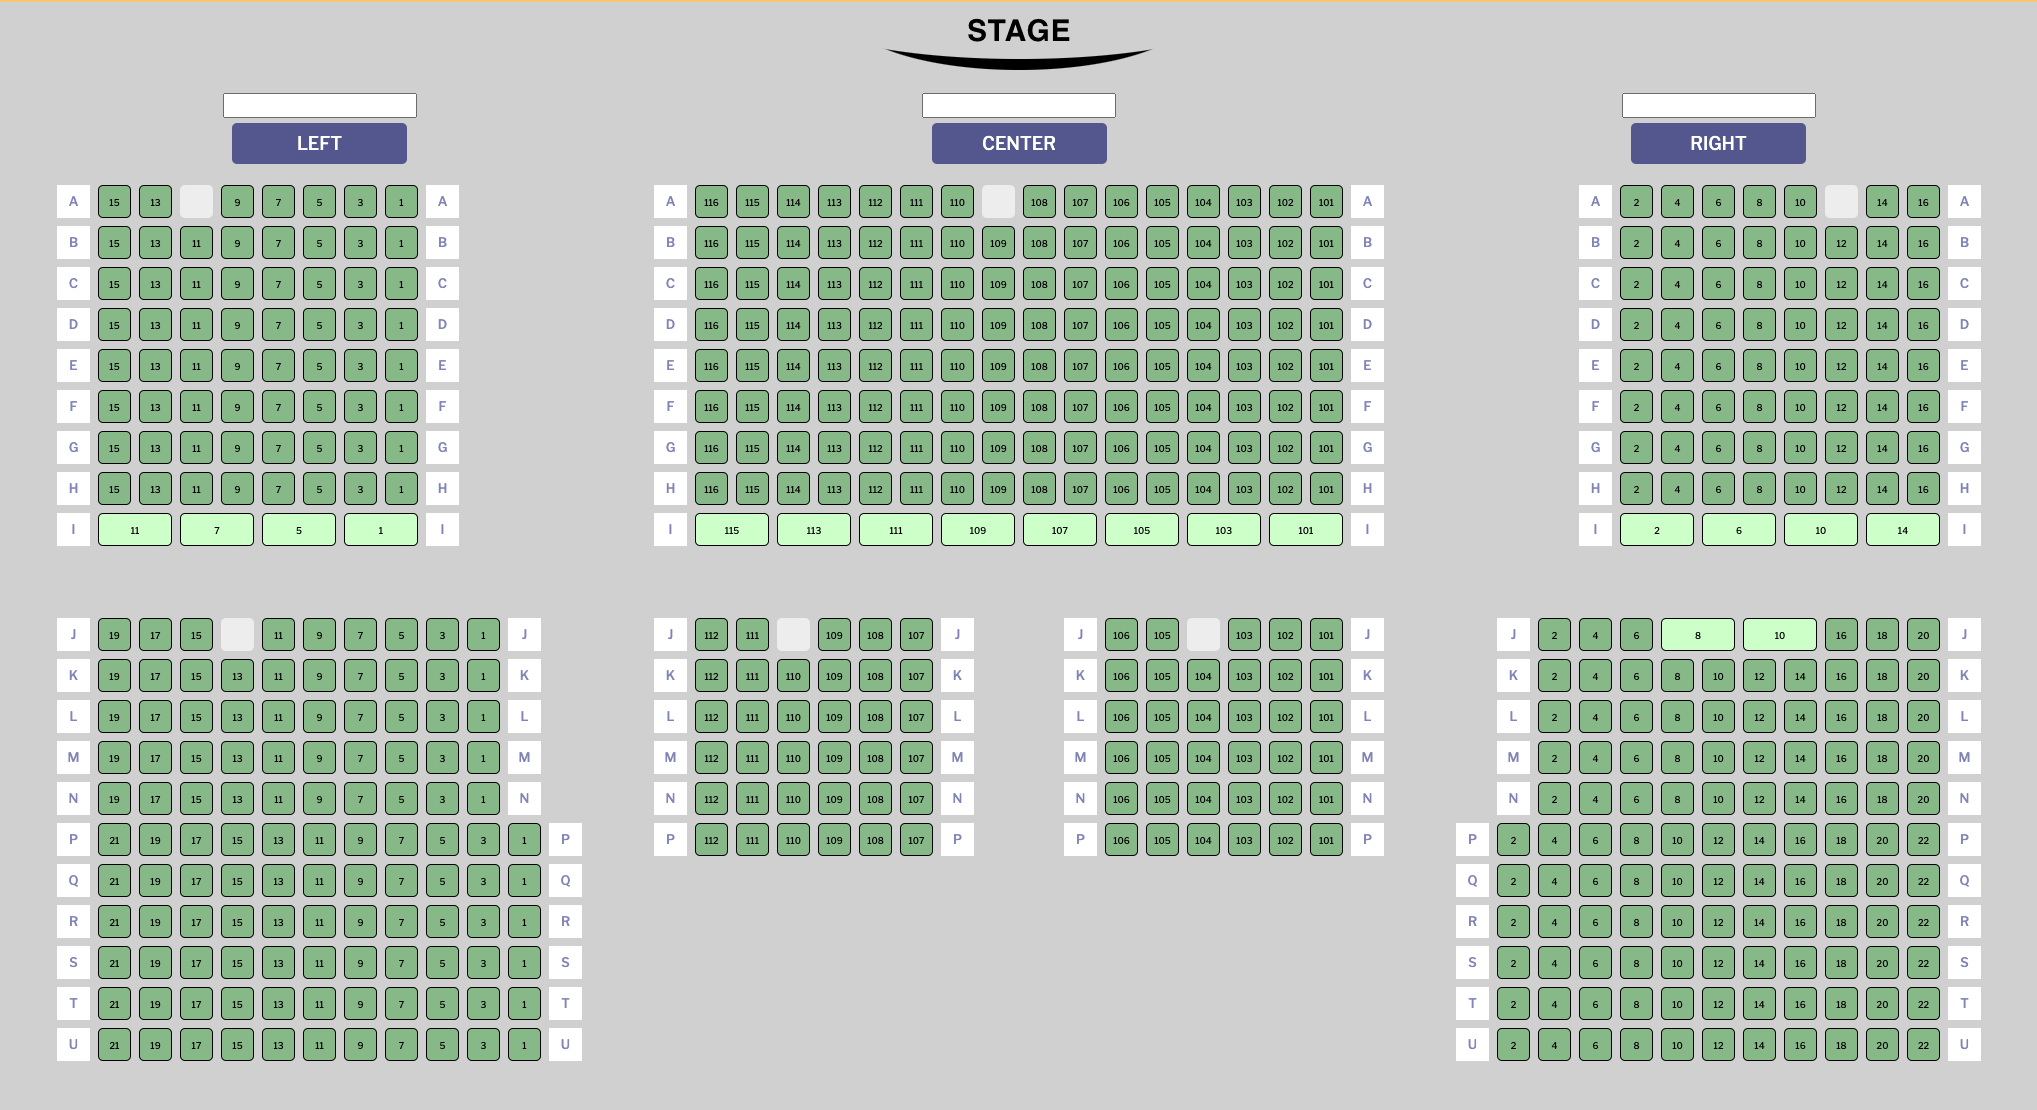 STAGE
LEFT CENTER RIGHT
A 15 13 9 7 5 3 1 A A 116 115 114 113 112 111 110 108 107 106 105 104 103 102 101 A A 2 4 6 8 10 14 16 A
B 15 13 11 9 7 5 3 1 B B 116 115 114 113 112 111 110 109 108 107 106 105 104 103 102 101 B B 2 4 6 8 10 12 14 16 B
C 15 13 11 9 7 5 3 1 C C 116 115 114 113 112 111 110 109 108 107 106 105 104 103 102 101 C C 2 4 6 8 10 12 14 16 C
D 15 13 11 9 7 5 3 1 D D 116 115 114 113 112 111 110 109 108 107 106 105 104 103 102 101 D D 2 4 6 8 10 12 14 16 D
E 15 13 11 9 7 5 3 1 E E 116 115 114 113 112 111 110 109 108 107 106 105 104 103 102 101 E E 2 4 6 8 10 12 14 16 E
F 15 13 11 9 7 5 3 1 F F 116 115 114 113 112 111 110 109 108 107 106 105 104 103 102 101 F F 2 4 6 8 10 12 14 16 F
G 15 13 11 9 7 5 3 1 G G 116 115 114 113 112 111 110 109 108 107 106 105 104 103 102 101 G G 2 4 6 8 10 12 14 16 G
H 15 13 11 9 7 5 3 1 H H 116 115 114 113 112 111 110 109 108 107 106 105 104 103 102 101 H H 2 4 6 8 10 12 14 16 H
I 11 7 5 1 I I 115 113 111 109 107 105 103 101 I I 2 6 10 14 I
J 19 17 15 11 9 7 5 3 1 J J 112 111 109 108 107 J J 106 105 103 102 101 J J 2 4 6 8 10 16 18 20 J
K 19 17 15 13 11 9 7 5 3 1 K K 112 111 110 109 108 107 K K 106 105 104 103 102 101 K K 2 4 6 8 10 12 14 16 18 20 K
L 19 17 15 13 11 9 7 5 3 1 L L 112 111 110 109 108 107 L L 106 105 104 103 102 101 L L 2 4 6 8 10 12 14 16 18 20 L
M 19 17 15 13 11 9 7 5 3 1 M M 112 111 110 109 108 107 M M 106 105 104 103 102 101 M M 2 4 6 8 10 12 14 16 18 20 M
N 19 17 15 13 11 9 7 5 3 1 N N 112 111 110 109 108 107 N N 106 105 104 103 102 101 N N 2 4 6 8 10 12 14 16 18 20 N
P 21 19 17 15 13 11 9 7 5 3 1 P P 112 111 110 109 108 107 P P 106 105 104 103 102 101 P P 2 4 6 8 10 12 14 16 18 20 22 P
Q 21 19 17 15 13 11 9 7 5 3 1 Q Q 2 4 6 8 10 12 14 16 18 20 22 Q
R 21 19 17 15 13 11 9 7 5 3 1 R R 2 4 6 8 10 12 14 16 18 20 22 R
S 21 19 17 15 13 11 9 7 5 3 1 S S 2 4 6 8 10 12 14 16 18 20 22 S
T 21 19 17 15 13 11 9 7 5 3 1 T T 2 4 6 8 10 12 14 16 18 20 22 T
U 21 19 17 15 13 11 9 7 5 3 1 U U 2 4 6 8 10 12 14 16 18 20 22 U